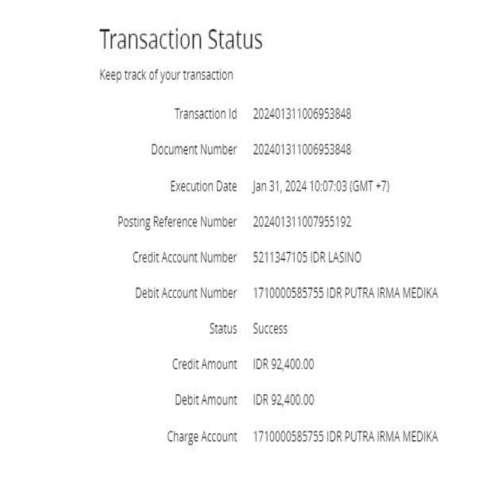 Transaction Status
Keep track of your transaction
Transaction Id 202401311006953848
Document Number 202401311006953848
Execution Date Jan 31, 2024 10:07:03 (GMT +7)
Posting Reference Number 202401311007955192
Credit Account Number 5211347105 IDR LASINO
Debit Account Number 1710000585755 IDR PUTRA IRMA MEDIKA
Status Success
Credit Amount IDR 92,400.00
Debit Amount IDR 92,400.00
Charge Account 1710000585755 IDR PUTRA IRMA MEDIKA